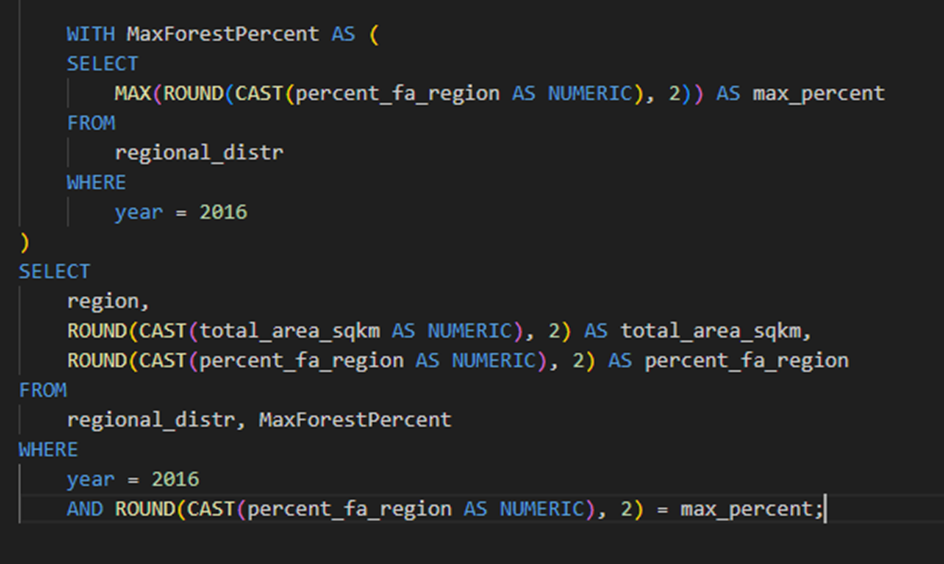 WITH MaxForestPercent AS (
SELECT
MAX(ROUND(CAST(percent_fa_region AS NUMERIC), 2)) AS max_percent
FROM
regional_distr
WHERE
year = 2016
)
SELECT
region,
ROUND(CAST(total_area_sqkm AS NUMERIC), 2) AS total_area_sqkm,
ROUND(CAST(percent_fa_region AS NUMERIC), 2) AS percent_fa_region
FROM
regional_distr, MaxForestPercent
WHERE
year = 2016
AND ROUND(CAST(percent_fa_region AS NUMERIC), 2) = max_percent;